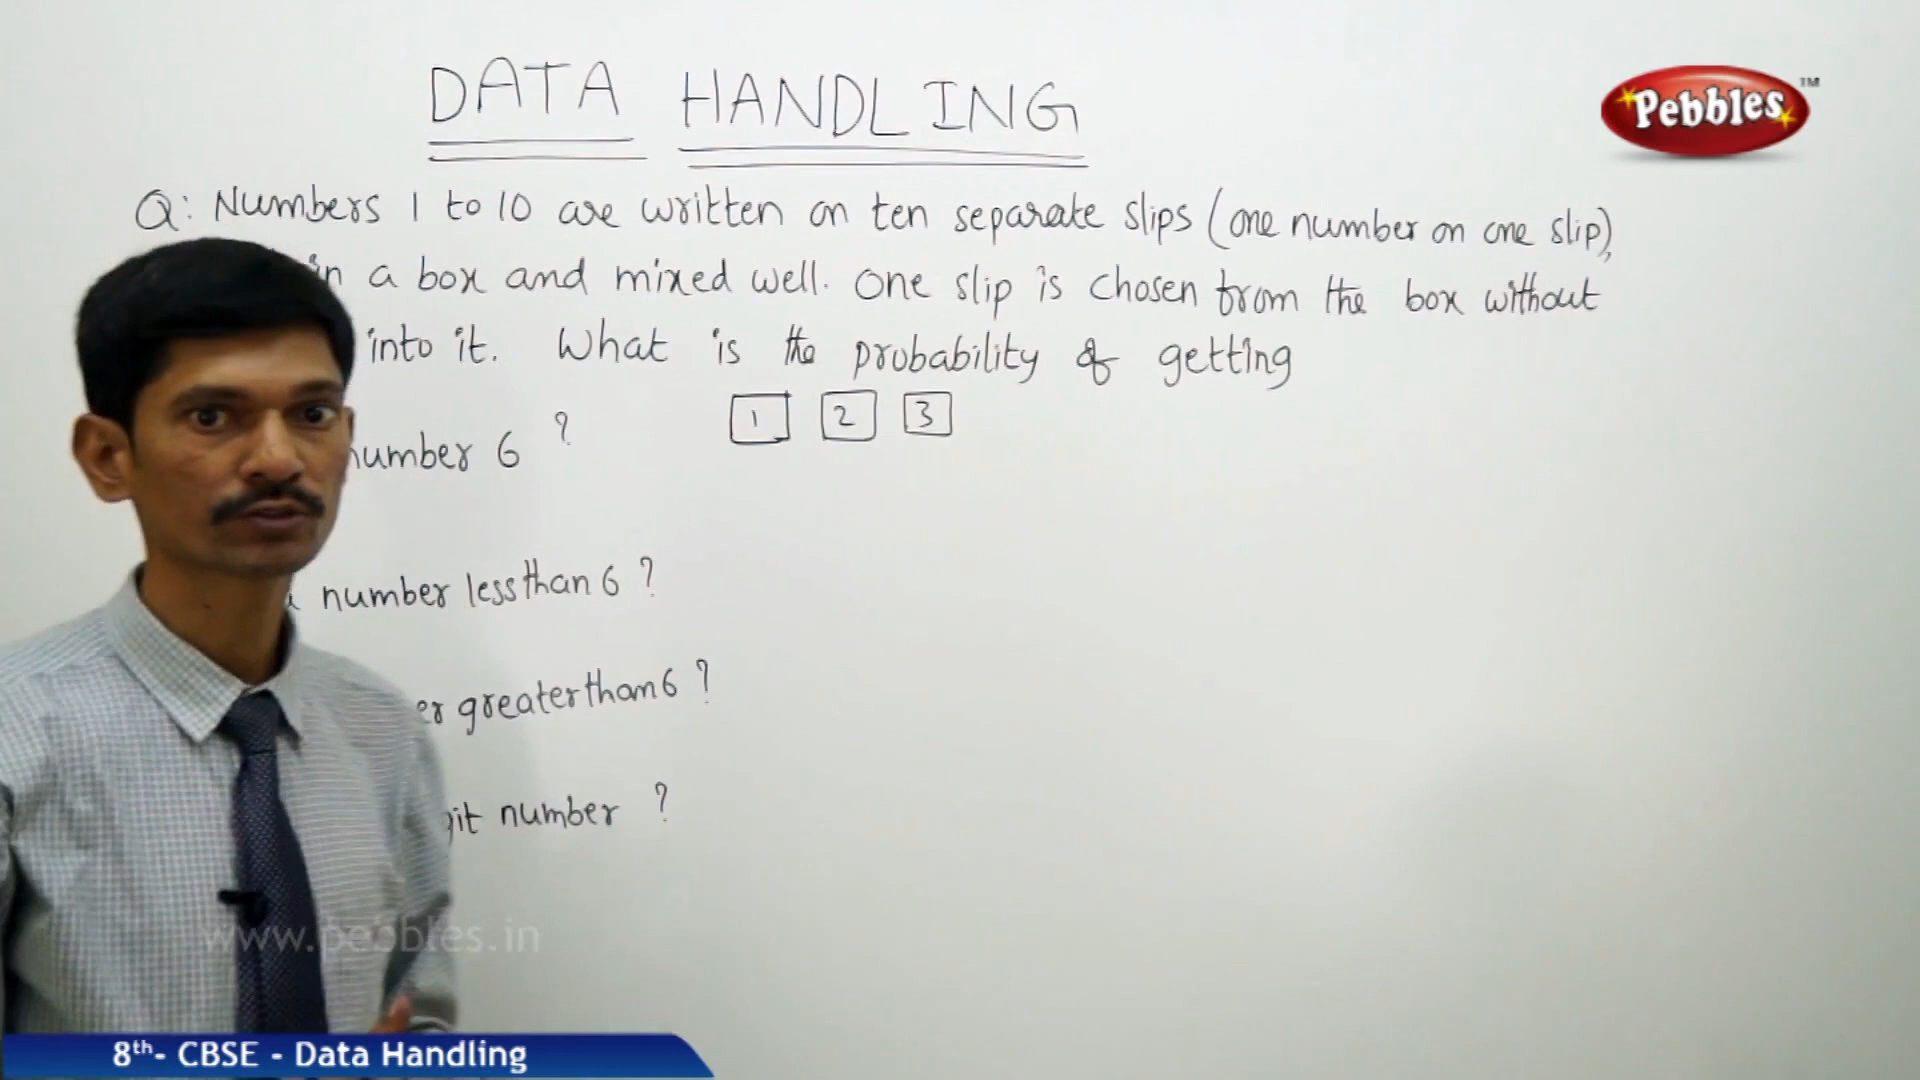 DATA HANDLING
Pebbles™
Q: Numbers 1 to 10 are written on ten separate slips (one number on one slip),
in a box and mixed well. One slip is chosen from the box without
into it. What is the probability of getting
1 2 3
number 6 ?
number less than 6 ?
greater than 6 ?
number ?
www.pebbles.in
8th- CBSE - Data Handling